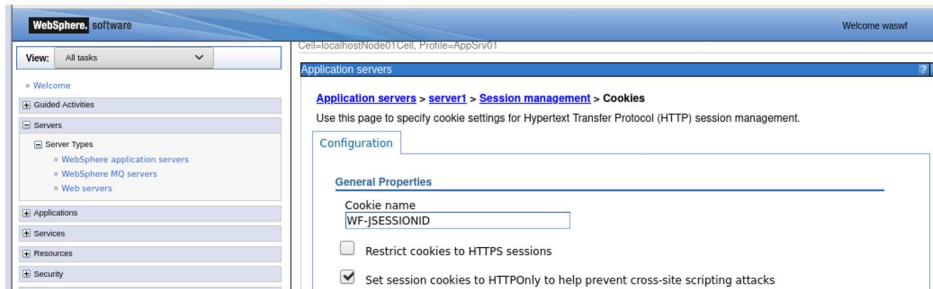 WebSphere. software
Welcome waswf
View: All tasks
Cell=localhostNode01Cell, Profile=AppSrv01
Application servers
?
Welcome
Guided Activities
Servers
Server Types
WebSphere application servers
WebSphere MQ servers
Web servers
Applications
Services
Resources
Security
Application servers > server1 > Session management > Cookies
Use this page to specify cookie settings for Hypertext Transfer Protocol (HTTP) session management.
Configuration
General Properties
Cookie name
WF-JSESSIONID
Restrict cookies to HTTPS sessions
Set session cookies to HTTPOnly to help prevent cross-site scripting attacks